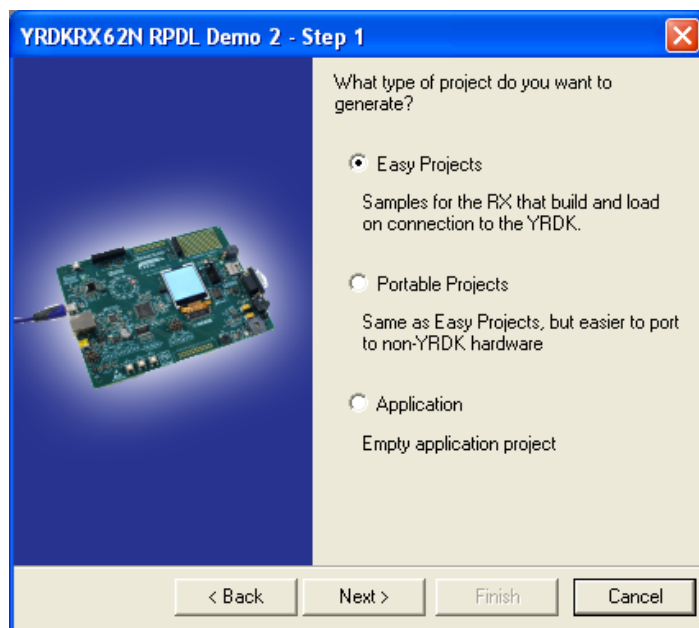 YRDKRX62N RPDL Demo 2 - Step 1
What type of project do you want to
generate?
Easy Projects
Samples for the RX that build and load
on connection to the YRDK.
Portable Projects
Same as Easy Projects, but easier to port
to non-YRDK hardware
Application
Empty application project
< Back
Next >
Finish
Cancel